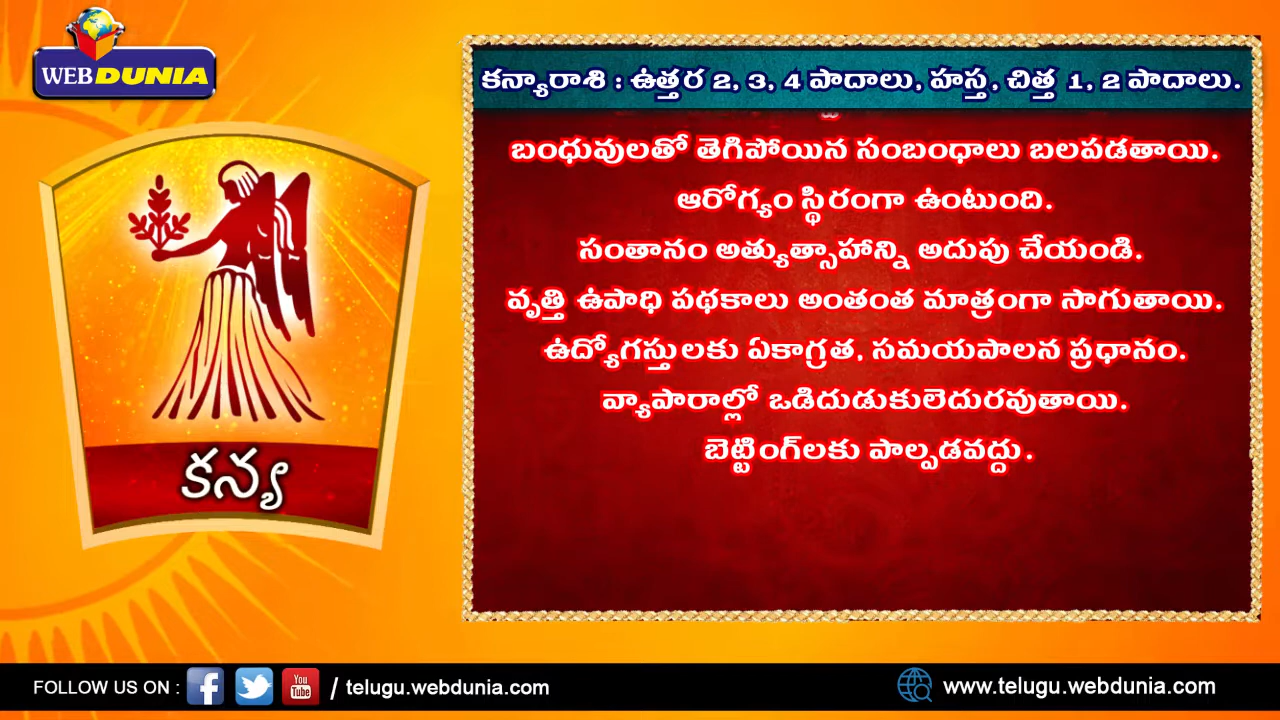 WEBDUNIA
కన్యారాశి : ఉత్తర 2, 3, 4 పాదాలు, హస్త, చిత్త 1, 2 పాదాలు.
బంధువులతో తెగిపోయిన సంబంధాలు బలపడతాయి.
ఆరోగ్యం స్థిరంగా ఉంటుంది.
సంతానం అత్యుత్సాహాన్ని అదుపు చేయండి.
వృత్తి ఉపాధి పథకాలు అంతంత మాత్రంగా సాగుతాయి.
ఉద్యోగస్తులకు ఏకాగ్రత, సమయపాలన ప్రధానం.
వ్యాపారాల్లో ఒడిదుడుకులెదురవుతాయి.
బెట్టింగ్‌లకు పాల్పడవద్దు.
కన్య
FOLLOW US ON : f You Tube / telugu.webdunia.com
www.telugu.webdunia.com